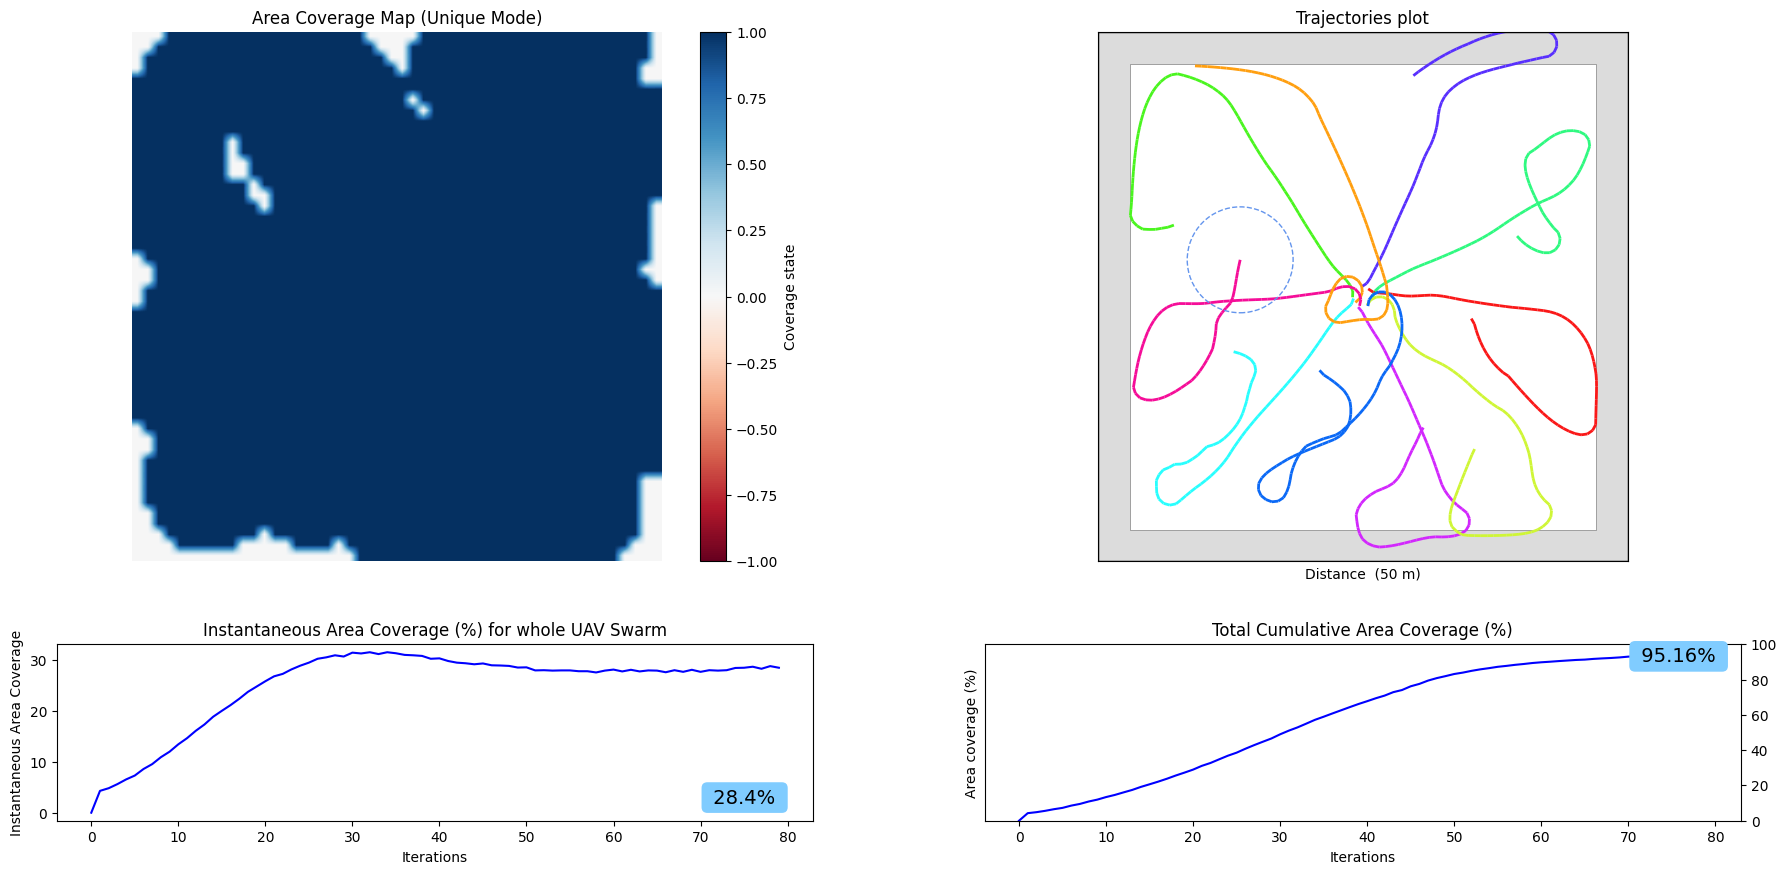 Area Coverage Map (Unique Mode)
1.00
0.75
0.50
0.25
0.00
−0.25
−0.50
−0.75
−1.00
Coverage state
Trajectories plot
Distance  (50 m)
Instantaneous Area Coverage (%) for whole UAV Swarm
Instantaneous Area Coverage
30
20
10
0
28.4%
0 10 20 30 40 50 60 70 80
Iterations
Total Cumulative Area Coverage (%)
Area coverage (%)
95.16%
100
80
60
40
20
0
0 10 20 30 40 50 60 70 80
Iterations